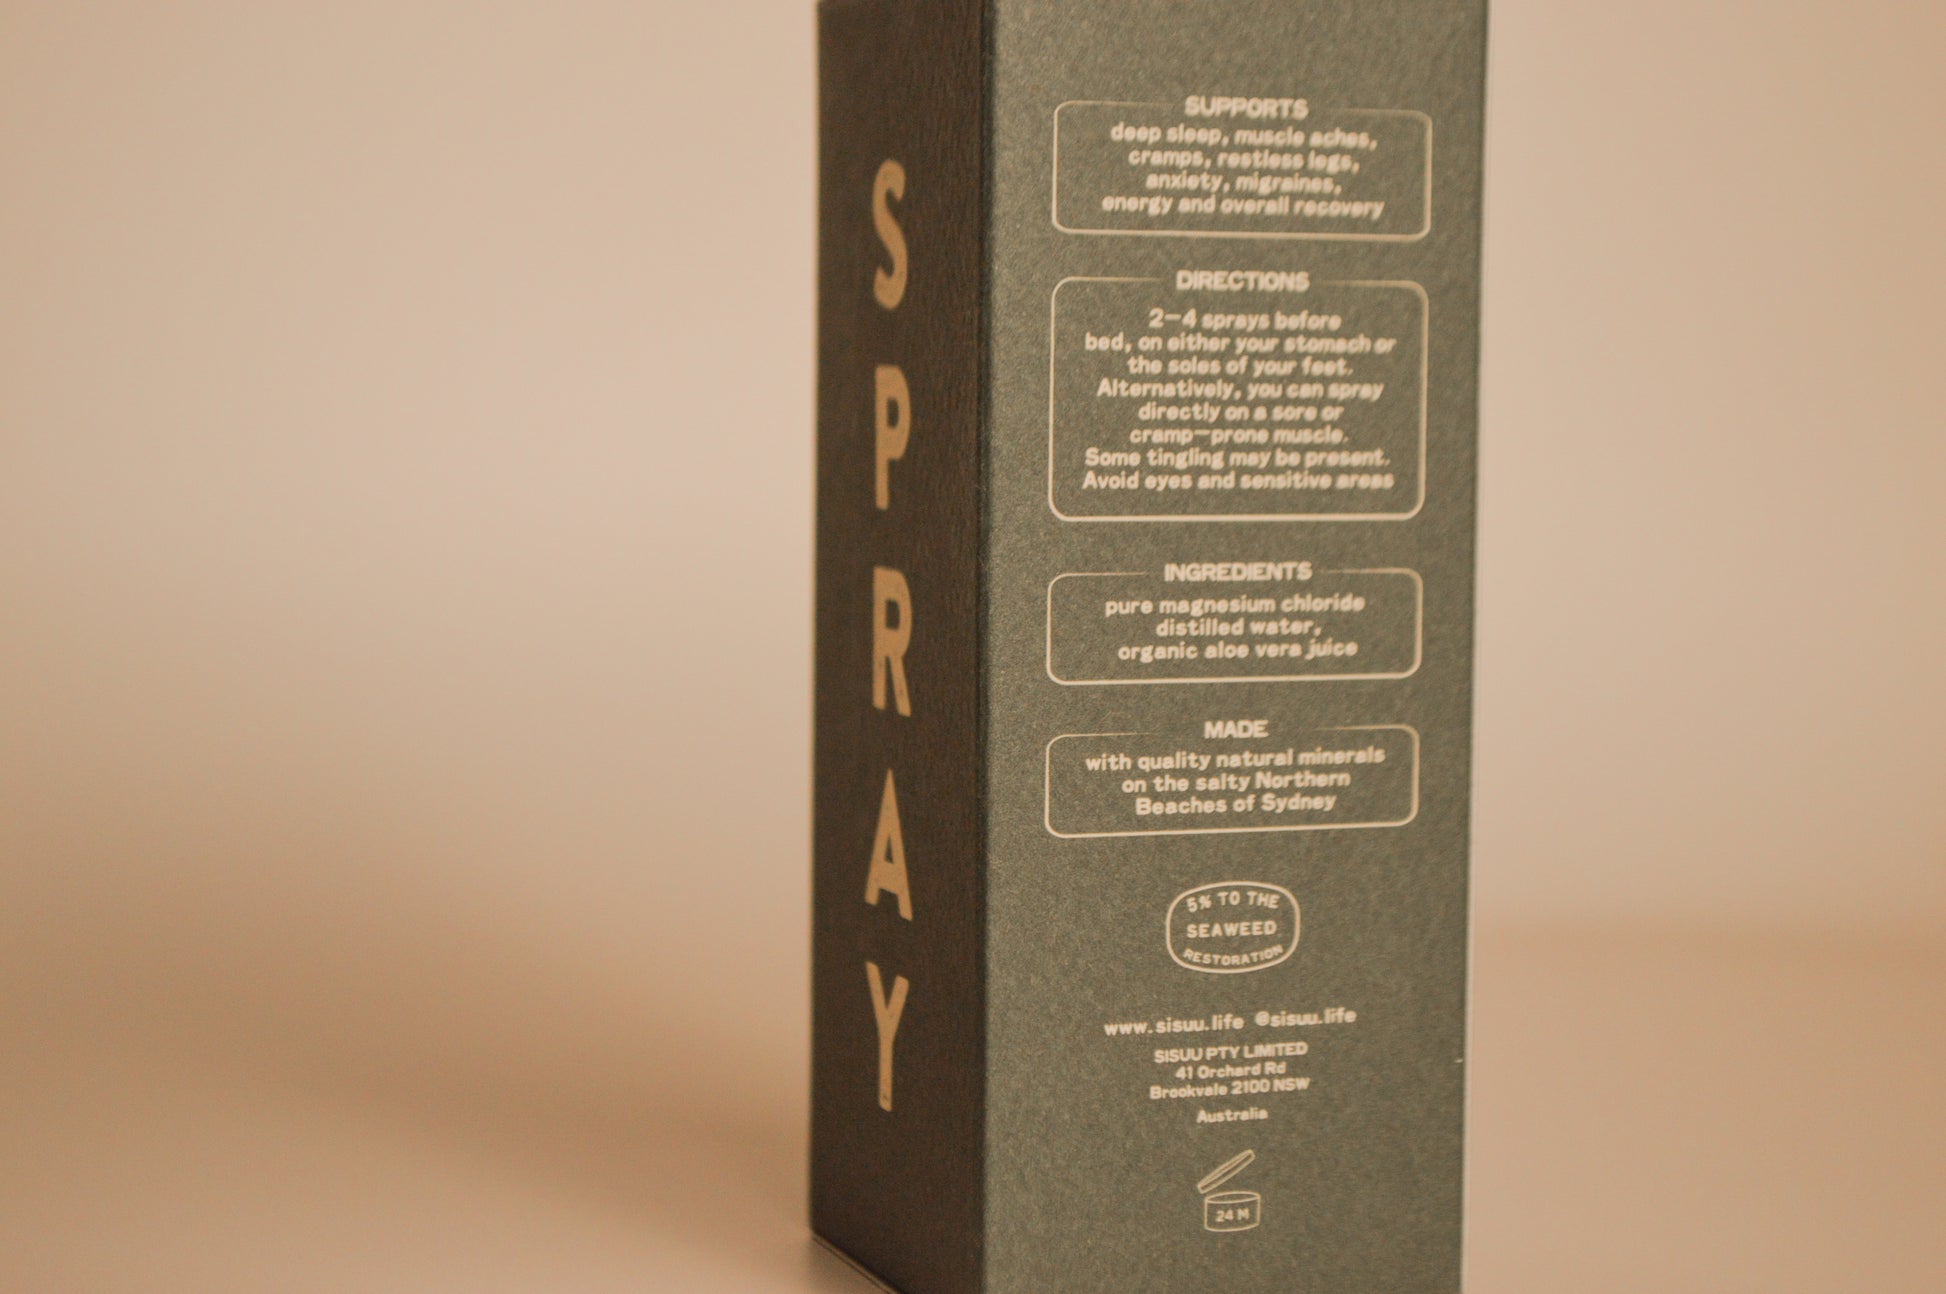 SPRAY
SUPPORTS
deep sleep, muscle aches,
cramps, restless legs,
anxiety, migraines,
energy and overall recovery
DIRECTIONS
2-4 sprays before
bed, on either your stomach or
the soles of your feet.
Alternatively, you can spray
directly on a sore or
cramp-prone muscle.
Some tingling may be present.
Avoid eyes and sensitive areas
INGREDIENTS
pure magnesium chloride
distilled water,
organic aloe vera juice
MADE
with quality natural minerals
on the salty Northern
Beaches of Sydney
5% TO THE
SEAWEED
RESTORATION
www.sisuu.life @sisuu.life
SISUU PTY LIMITED
41 Orchard Rd
Brookvale 2100 NSW
Australia
24 M